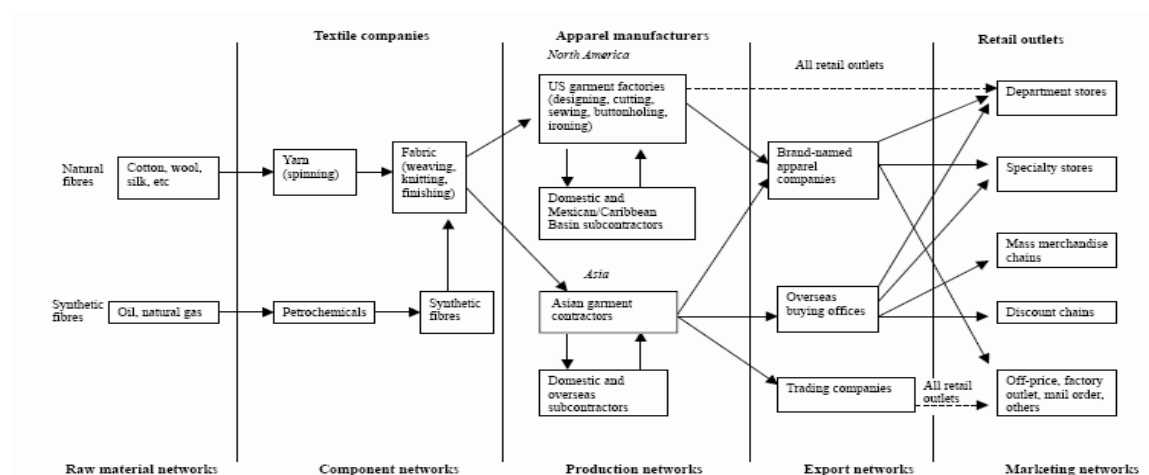 Textile companies
Apparel manufacturers
Retail outlets
North America
All retail outlets
US garment factories
(designing, cutting,
sewing, buttonholing,
ironing)
Department stores
Natural
fibres
Cotton, wool,
silk, etc
Yarn
(spinning)
Fabric
(weaving,
knitting,
finishing)
Brand-named
apparel
companies
Specialty stores
Domestic and
Mexican/Caribbean
Basin subcontractors
Mass merchandise
chains
Asia
Synthetic
fibres
Oil, natural gas
Petrochemicals
Synthetic
fibres
Asian garment
contractors
Overseas
buying offices
Discount chains
Domestic and
overseas
subcontractors
Trading companies
All retail
outlets
Off-price, factory
outlet, mail order,
others
Raw material networks
Component networks
Production networks
Export networks
Marketing networks